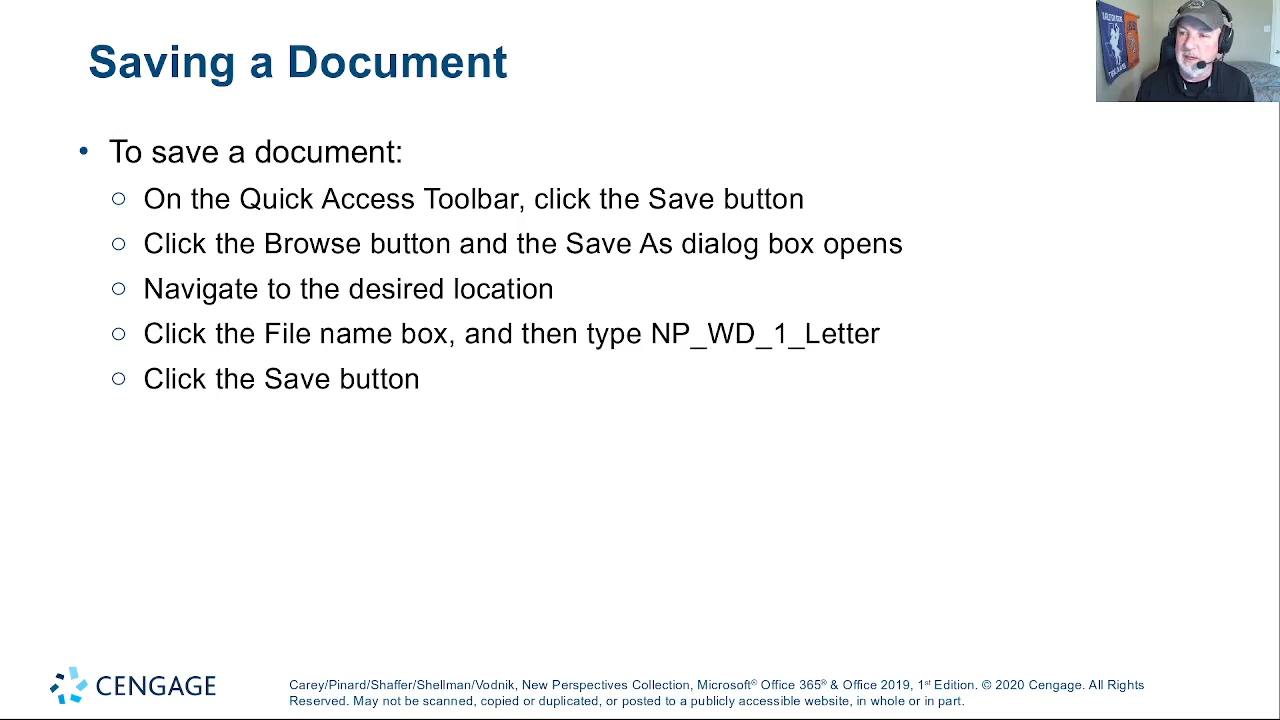 Saving a Document
• To save a document:
○ On the Quick Access Toolbar, click the Save button
○ Click the Browse button and the Save As dialog box opens
○ Navigate to the desired location
○ Click the File name box, and then type NP_WD_1_Letter
○ Click the Save button
CENGAGE
Carey/Pinard/Shaffer/Shellman/Vodnik, New Perspectives Collection, Microsoft® Office 365® & Office 2019, 1st Edition. © 2020 Cengage. All Rights
Reserved. May not be scanned, copied or duplicated, or posted to a publicly accessible website, in whole or in part.